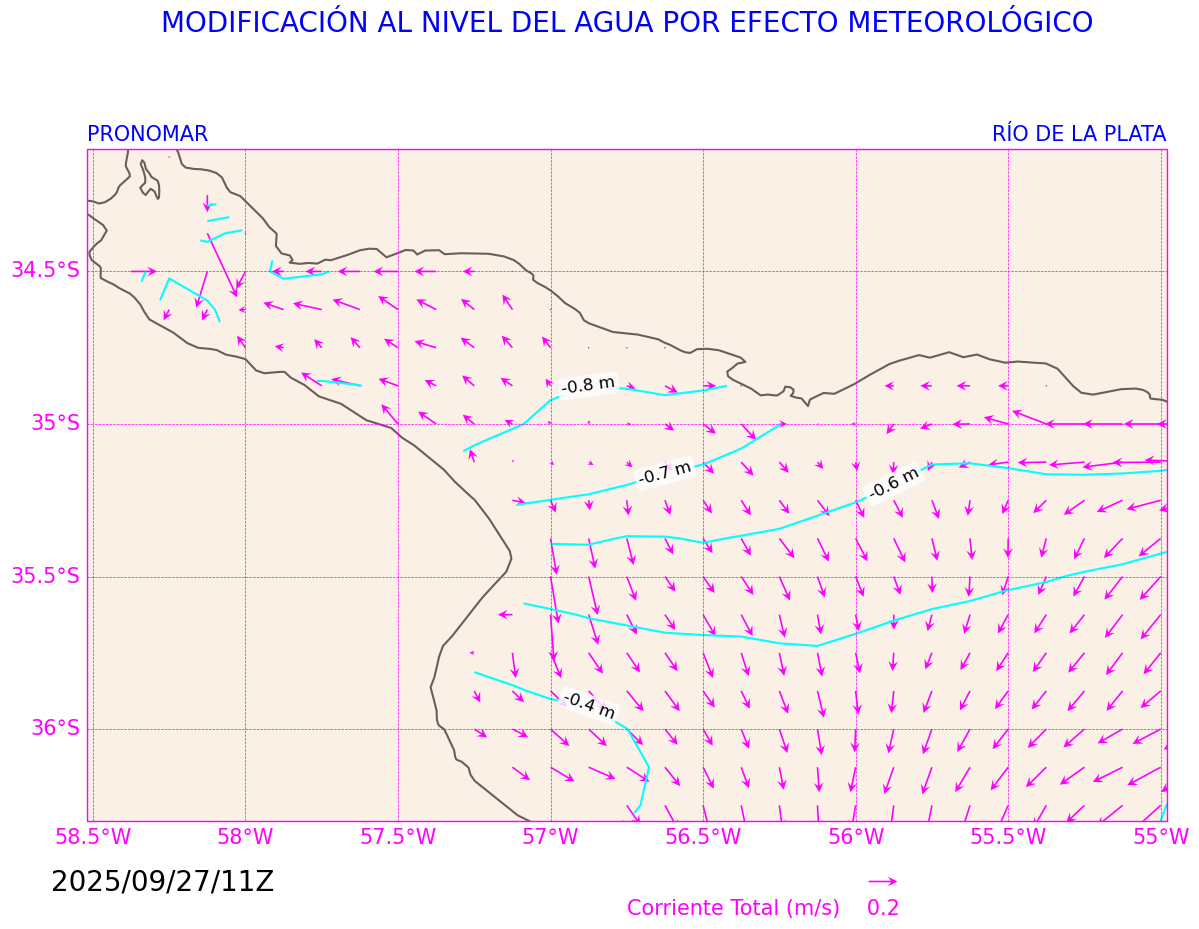 MODIFICACIÓN AL NIVEL DEL AGUA POR EFECTO METEOROLÓGICO
PRONOMAR
RÍO DE LA PLATA
34.5°S
35°S
35.5°S
36°S
-0.8 m
-0.7 m
-0.6 m
-0.4 m
58.5°W
58°W
57.5°W
57°W
56.5°W
56°W
55.5°W
55°W
2025/09/27/11Z
Corriente Total (m/s)
0.2